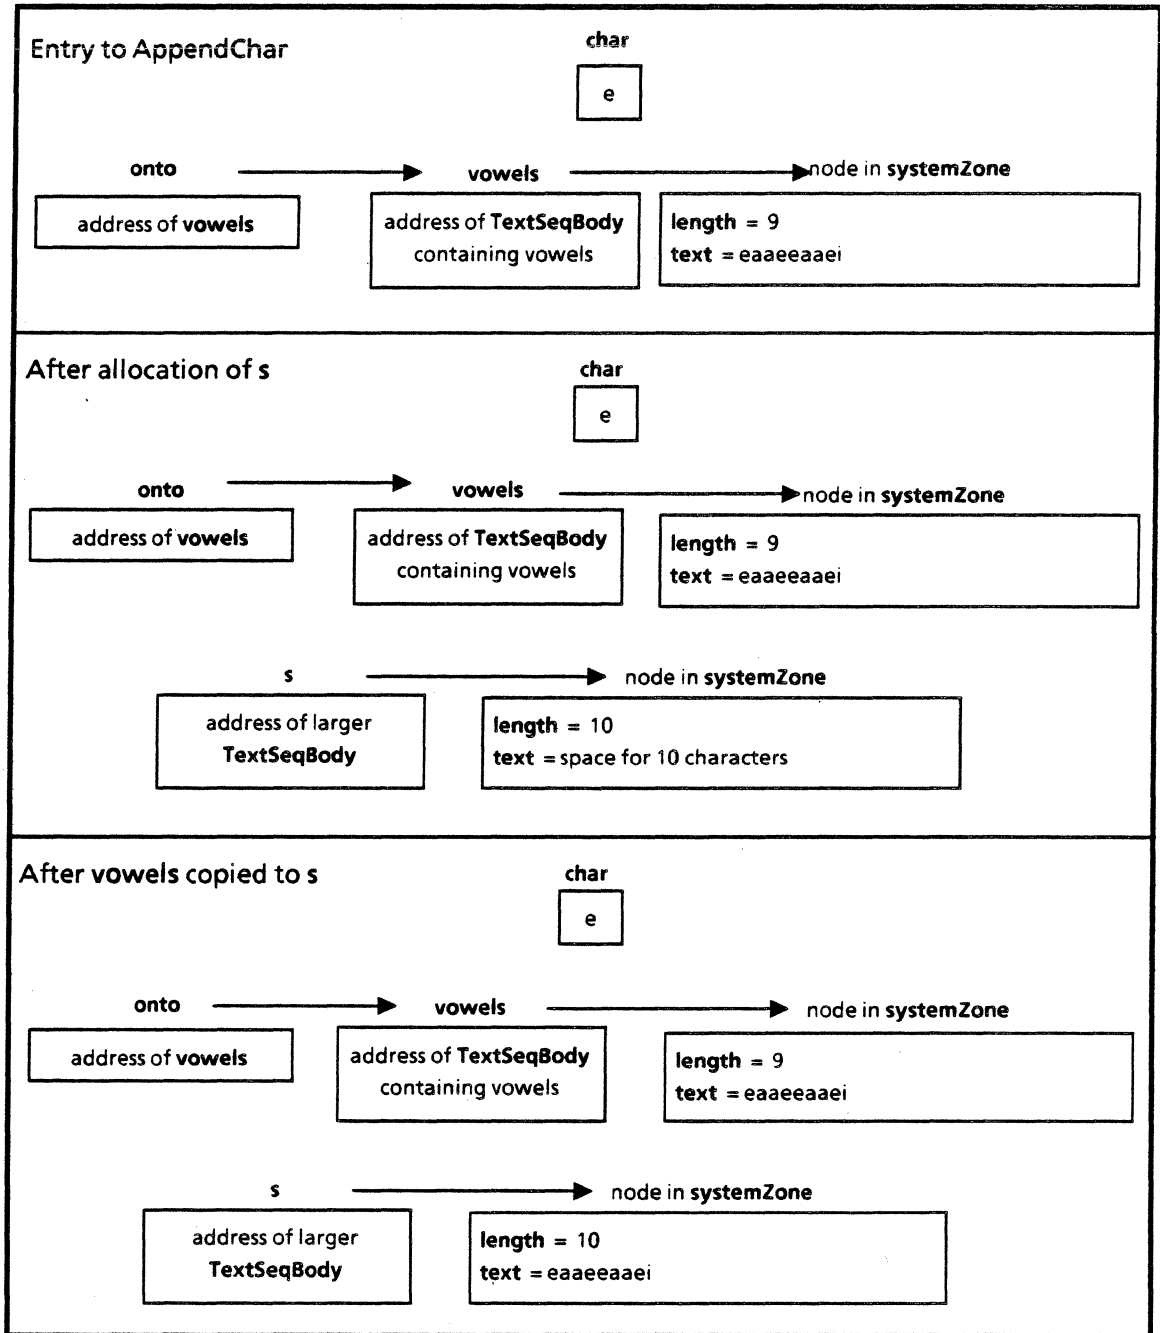 Entry to AppendChar
char
e
onto
vowels
node in systemZone
address of vowels
address of TextSeqBody
containing vowels
length = 9
text = eaaeeaaei
After allocation of s
char
e
onto
vowels
node in systemZone
address of vowels
address of TextSeqBody
containing vowels
length = 9
text = eaaeeaaei
s
node in systemZone
address of larger
TextSeqBody
length = 10
text = space for 10 characters
After vowels copied to s
char
e
onto
vowels
node in systemZone
address of vowels
address of TextSeqBody
containing vowels
length = 9
text = eaaeeaaei
s
node in systemZone
address of larger
TextSeqBody
length = 10
text = eaaeeaaei